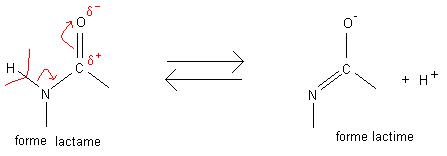 O δ⁻
O⁻
H C δ⁺ C
N N + H⁺
forme lactame forme lactime